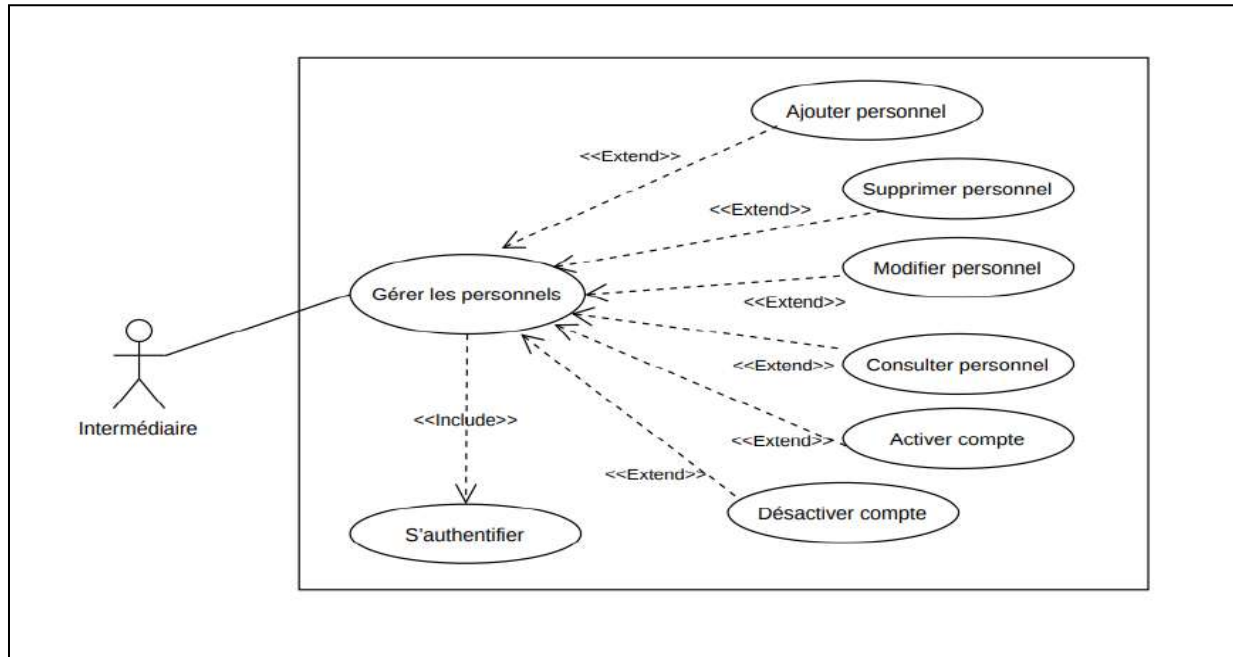 Ajouter personnel
<<Extend>>
Supprimer personnel
<<Extend>>
Modifier personnel
Gérer les personnels
<<Extend>>
Consulter personnel
<<Extend>>
Intermédiaire
<<Include>>
Activer compte
<<Extend>>
<<Extend>>
Désactiver compte
S'authentifier